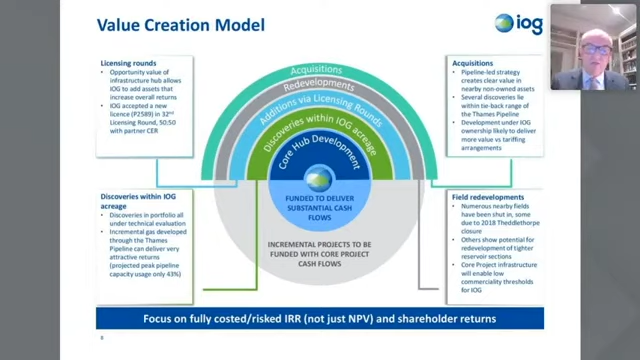 Value Creation Model
iog
Licensing rounds
• Opportunity value of
infrastructure hub allows
IOG to add assets that
increase overall returns
• IOG accepted a new
licence (P2589) in 32nd
Licensing Round, 50:50
with partner CER
Discoveries within IOG
acreage
• Discoveries in portfolio all
under technical evaluation
• Incremental gas developed
through the Thames
Pipeline can deliver very
attractive returns
(projected peak pipeline
capacity usage only 43%)
Acquisitions
Redevelopments
Additions via Licensing Rounds
Discoveries within IOG acreage
Core Hub Development
FUNDED TO DELIVER
SUBSTANTIAL CASH
FLOWS
INCREMENTAL PROJECTS TO BE
FUNDED WITH CORE PROJECT
CASH FLOWS
Acquisitions
• Pipeline-led strategy
creates clear value in
nearby non-owned assets
• Several discoveries lie
within tie-back range of
the Thames Pipeline
• Development under IOG
ownership likely to deliver
more value vs tariffing
arrangements
Field redevelopments
• Numerous nearby fields
have been shut in, some
due to 2018 Theddlethorpe
closure
• Others show potential for
redevelopment of tighter
reservoir sections
• Core Project infrastructure
will enable low
commerciality thresholds
for IOG
Focus on fully costed/risked IRR (not just NPV) and shareholder returns
8